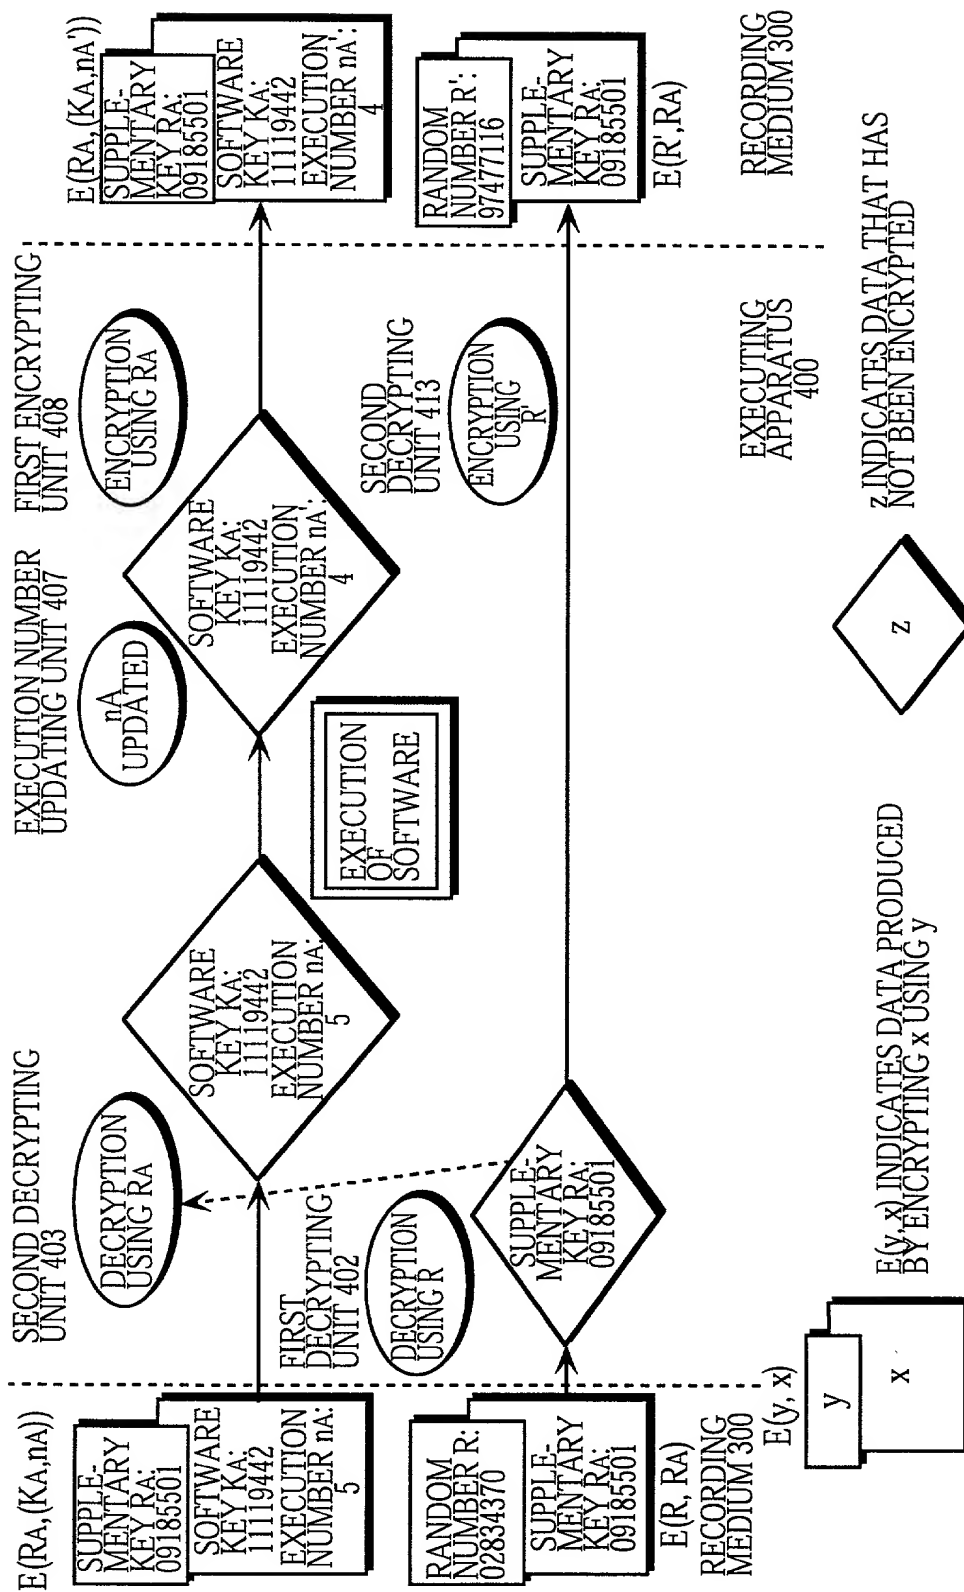 E(RA,(KA,nA))
SUPPLE-
MENTARY
KEY RA:
09185501
SOFTWARE
KEY KA:
11119442
EXECUTION
NUMBER nA:
5
RANDOM
NUMBER R:
02834370
SUPPLE-
MENTARY
KEY RA:
09185501
E(R, RA)
RECORDING
MEDIUM 300
SECOND DECRYPTING
UNIT 403
DECRYPTION
USING RA
FIRST
DECRYPTING
UNIT 402
DECRYPTION
USING R
SUPPLE-
MENTARY
KEY RA:
09185501
SOFTWARE
KEY KA:
11119442
EXECUTION
NUMBER nA:
5
EXECUTION
OF
SOFTWARE
EXECUTION NUMBER
UPDATING UNIT 407
nA
UPDATED
SOFTWARE
KEY KA:
11119442
EXECUTION
NUMBER nA':
4
FIRST ENCRYPTING
UNIT 408
ENCRYPTION
USING RA
SECOND
DECRYPTING
UNIT 413
ENCRYPTION
USING
R'
EXECUTING
APPARATUS
400
E(RA,(KA,nA'))
SUPPLE-
MENTARY
KEY RA:
09185501
SOFTWARE
KEY KA:
11119442
EXECUTION
NUMBER nA':
4
RANDOM
NUMBER R':
97477116
SUPPLE-
MENTARY
KEY RA:
09185501
E(R',RA)
RECORDING
MEDIUM 300
E(y, x)
y
x
E(y,x) INDICATES DATA PRODUCED
BY ENCRYPTING x USING y
z
z INDICATES DATA THAT HAS
NOT BEEN ENCRYPTED